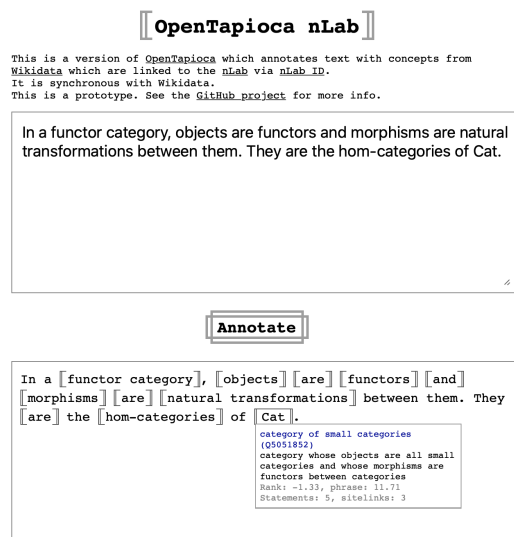 ⟦OpenTapioca nLab⟧
This is a version of OpenTapioca which annotates text with concepts from
Wikidata which are linked to the nLab via nLab ID.
It is synchronous with Wikidata.
This is a prototype. See the GitHub project for more info.
In a functor category, objects are functors and morphisms are natural
transformations between them. They are the hom-categories of Cat.
Annotate
In a ⟦functor category⟧, ⟦objects⟧ ⟦are⟧ ⟦functors⟧ ⟦and⟧
⟦morphisms⟧ ⟦are⟧ ⟦natural transformations⟧ between them. They
⟦are⟧ the ⟦hom-categories⟧ of ⟦Cat⟧.
category of small categories
(Q5051852)
category whose objects are all small
categories and whose morphisms are
functors between categories
Rank: -1.33, phrase: 11.71
Statements: 5, sitelinks: 3